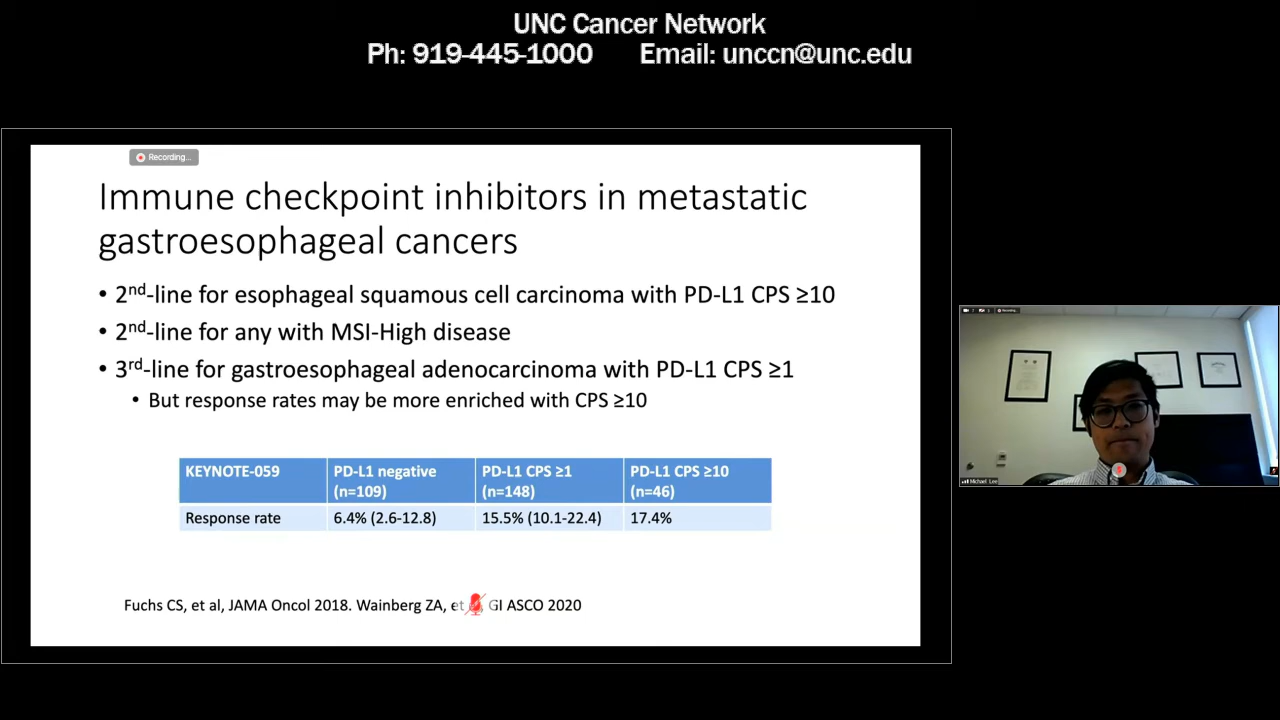 UNC Cancer Network
Ph: 919-445-1000 Email: unccn@unc.edu
Recording...
Immune checkpoint inhibitors in metastatic
gastroesophageal cancers
• 2nd-line for esophageal squamous cell carcinoma with PD-L1 CPS ≥10
• 2nd-line for any with MSI-High disease
• 3rd-line for gastroesophageal adenocarcinoma with PD-L1 CPS ≥1
• But response rates may be more enriched with CPS ≥10
KEYNOTE-059 PD-L1 negative (n=109) PD-L1 CPS ≥1 (n=148) PD-L1 CPS ≥10 (n=46)
Response rate 6.4% (2.6-12.8) 15.5% (10.1-22.4) 17.4%
Fuchs CS, et al, JAMA Oncol 2018. Wainberg ZA, et GI ASCO 2020
Recording...
Michael Lee